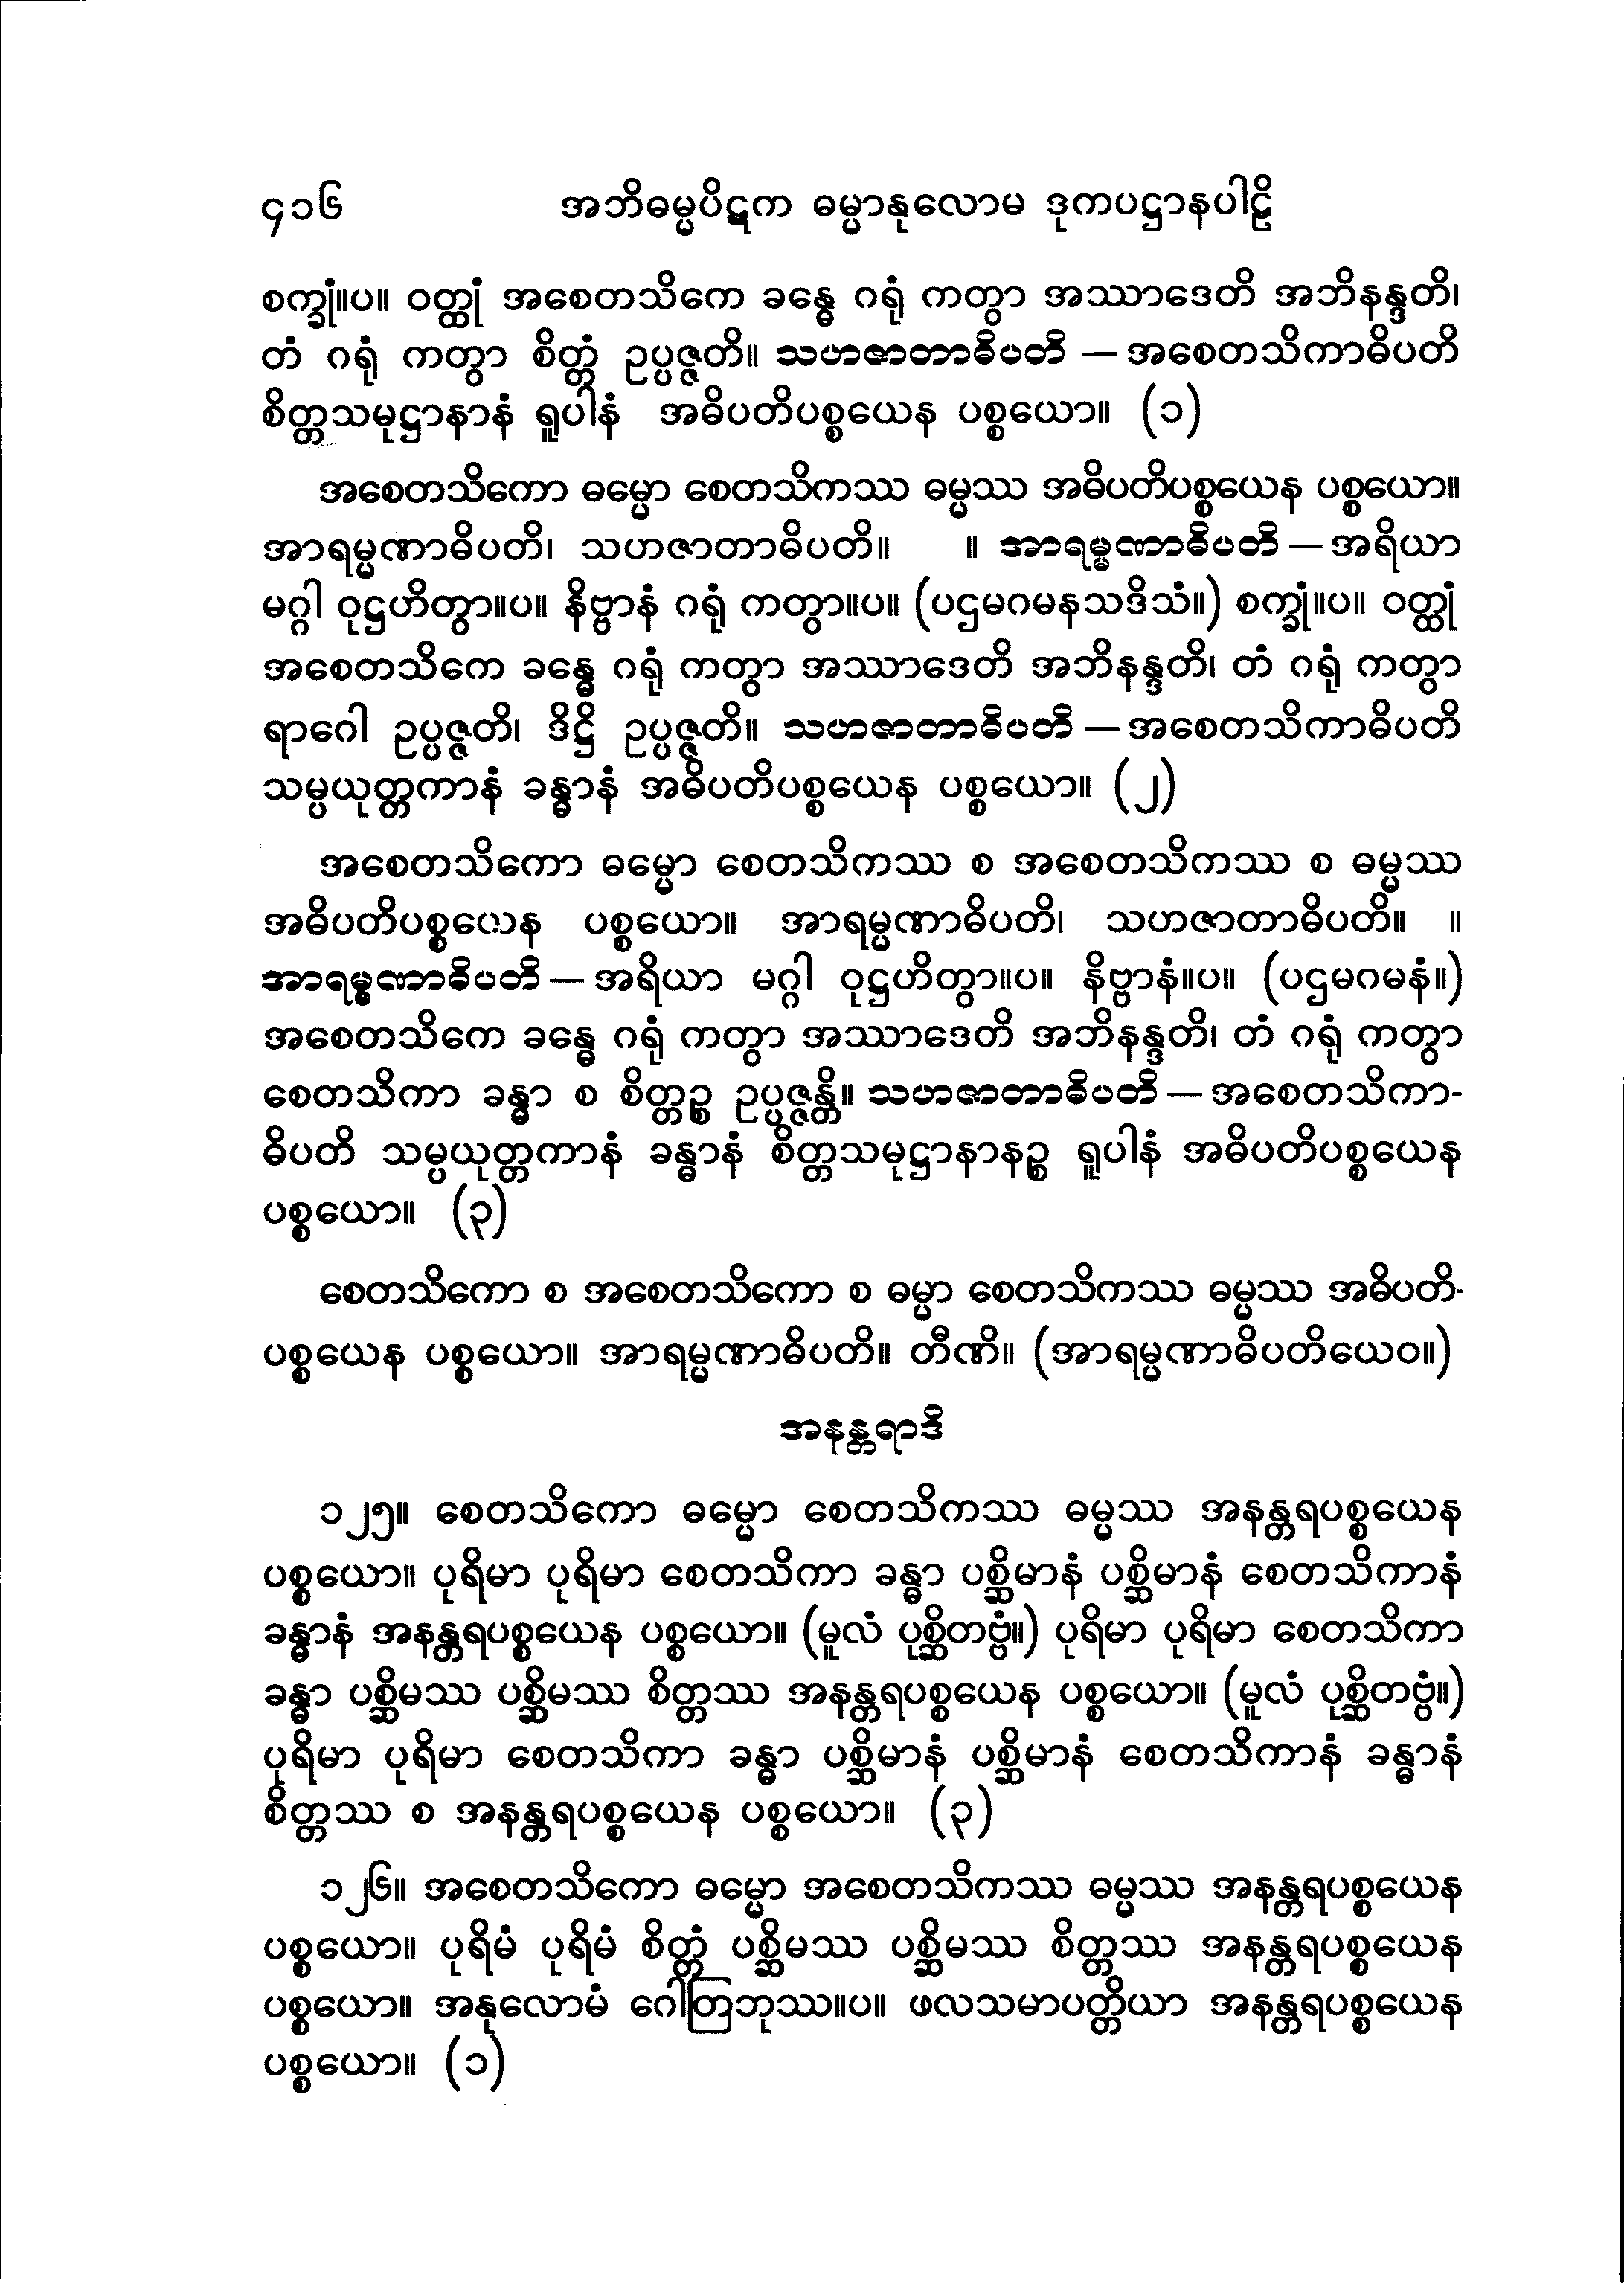 ၄၁၆ အဘိဓမ္မပိဋက ဓမ္မာနုလောမ ဒုကပဋ္ဌာနပါဠိ
စက္ခုံ။ပ။ ဝတ္ထုံ အစေတသိကေ ခန္ဓေ ဂရုံ ကတွာ အဿာဒေတိ အဘိနန္ဒတိ၊
တံ ဂရုံ ကတွာ စိတ္တံ ဥပ္ပဇ္ဇတိ။ သဟဇာတာဓိပတိ — အစေတသိကာဓိပတိ
စိတ္တသမုဋ္ဌာနာနံ ရူပါနံ အဓိပတိပစ္စယေန ပစ္စယော။ (၁)
အစေတသိကော ဓမ္မော စေတသိကဿ ဓမ္မဿ အဓိပတိပစ္စယေန ပစ္စယော။
အာရမ္မဏာဓိပတိ၊ သဟဇာတာဓိပတိ။ ။ အာရမ္မဏာဓိပတိ — အရိယာ
မဂ္ဂါ ဝုဋ္ဌဟိတွာ။ပ။ နိဗ္ဗာနံ ဂရုံ ကတွာ။ပ။ (ပဌမဂမနသဒိသံ။) စက္ခုံ။ပ။ ဝတ္ထုံ
အစေတသိကေ ခန္ဓေ ဂရုံ ကတွာ အဿာဒေတိ အဘိနန္ဒတိ၊ တံ ဂရုံ ကတွာ
ရာဂေါ ဥပ္ပဇ္ဇတိ၊ ဒိဋ္ဌိ ဥပ္ပဇ္ဇတိ။ သဟဇာတာဓိပတိ — အစေတသိကာဓိပတိ
သမ္ပယုတ္တကာနံ ခန္ဓာနံ အဓိပတိပစ္စယေန ပစ္စယော။ (၂)
အစေတသိကော ဓမ္မော စေတသိကဿ စ အစေတသိကဿ စ ဓမ္မဿ
အဓိပတိပစ္စယေန ပစ္စယော။ အာရမ္မဏာဓိပတိ၊ သဟဇာတာဓိပတိ။ ။
အာရမ္မဏာဓိပတိ — အရိယာ မဂ္ဂါ ဝုဋ္ဌဟိတွာ။ပ။ နိဗ္ဗာနံ။ပ။ (ပဌမဂမနံ။)
အစေတသိကေ ခန္ဓေ ဂရုံ ကတွာ အဿာဒေတိ အဘိနန္ဒတိ၊ တံ ဂရုံ ကတွာ
စေတသိကာ ခန္ဓာ စ စိတ္တဉ္စ ဥပ္ပဇ္ဇန္တိ။ သဟဇာတာဓိပတိ — အစေတသိကာ-
ဓိပတိ သမ္ပယုတ္တကာနံ ခန္ဓာနံ စိတ္တသမုဋ္ဌာနာနဉ္စ ရူပါနံ အဓိပတိပစ္စယေန
ပစ္စယော။ (၃)
စေတသိကော စ အစေတသိကော စ ဓမ္မာ စေတသိကဿ ဓမ္မဿ အဓိပတိ-
ပစ္စယေန ပစ္စယော။ အာရမ္မဏာဓိပတိ။ တီဏိ။ (အာရမ္မဏာဓိပတိယေဝ။)
အနန္တရာဒိ
၁၂၅။ စေတသိကော ဓမ္မော စေတသိကဿ ဓမ္မဿ အနန္တရပစ္စယေန
ပစ္စယော။ ပုရိမာ ပုရိမာ စေတသိကာ ခန္ဓာ ပစ္ဆိမာနံ ပစ္ဆိမာနံ စေတသိကာနံ
ခန္ဓာနံ အနန္တရပစ္စယေန ပစ္စယော။ (မူလံ ပုစ္ဆိတဗ္ဗံ။) ပုရိမာ ပုရိမာ စေတသိကာ
ခန္ဓာ ပစ္ဆိမဿ ပစ္ဆိမဿ စိတ္တဿ အနန္တရပစ္စယေန ပစ္စယော။ (မူလံ ပုစ္ဆိတဗ္ဗံ။)
ပုရိမာ ပုရိမာ စေတသိကာ ခန္ဓာ ပစ္ဆိမာနံ ပစ္ဆိမာနံ စေတသိကာနံ ခန္ဓာနံ
စိတ္တဿ စ အနန္တရပစ္စယေန ပစ္စယော။ (၃)
၁၂၆။ အစေတသိကော ဓမ္မော အစေတသိကဿ ဓမ္မဿ အနန္တရပစ္စယေန
ပစ္စယော။ ပုရိမံ ပုရိမံ စိတ္တံ ပစ္ဆိမဿ ပစ္ဆိမဿ စိတ္တဿ အနန္တရပစ္စယေန
ပစ္စယော။ အနုလောမံ ဂေါတြဘုဿ။ပ။ ဖလသမာပတ္တိယာ အနန္တရပစ္စယေန
ပစ္စယော။ (၁)